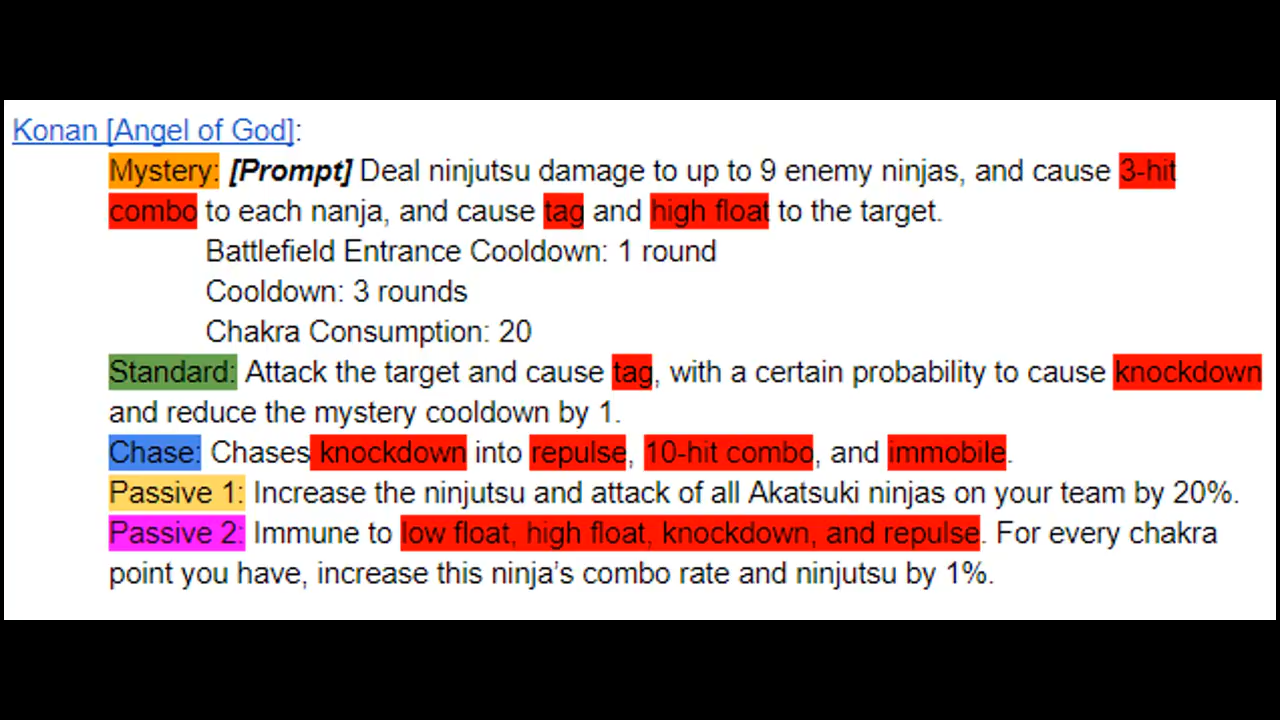 Konan [Angel of God]:
Mystery: [Prompt] Deal ninjutsu damage to up to 9 enemy ninjas, and cause 3-hit
combo to each nanja, and cause tag and high float to the target.
Battlefield Entrance Cooldown: 1 round
Cooldown: 3 rounds
Chakra Consumption: 20
Standard: Attack the target and cause tag, with a certain probability to cause knockdown
and reduce the mystery cooldown by 1.
Chase: Chases knockdown into repulse, 10-hit combo, and immobile.
Passive 1: Increase the ninjutsu and attack of all Akatsuki ninjas on your team by 20%.
Passive 2: Immune to low float, high float, knockdown, and repulse. For every chakra
point you have, increase this ninja’s combo rate and ninjutsu by 1%.